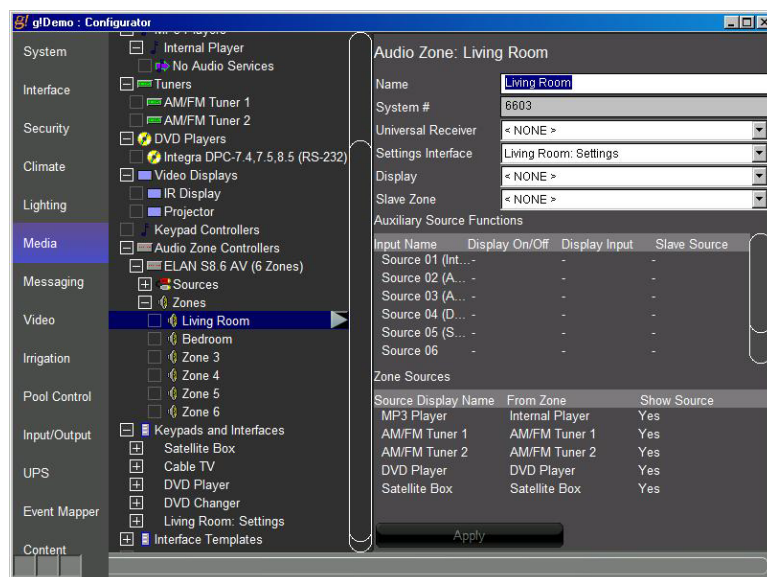 g! g!Demo : Configurator
System
Interface
Security
Climate
Lighting
Media
Messaging
Video
Irrigation
Pool Control
Input/Output
UPS
Event Mapper
Content
MP3 Players
Internal Player
No Audio Services
Tuners
AM/FM Tuner 1
AM/FM Tuner 2
DVD Players
Integra DPC-7.4,7.5,8.5 (RS-232)
Video Displays
IR Display
Projector
Keypad Controllers
Audio Zone Controllers
ELAN S8.6 AV (6 Zones)
Sources
Zones
Living Room
Bedroom
Zone 3
Zone 4
Zone 5
Zone 6
Keypads and Interfaces
Satellite Box
Cable TV
DVD Player
DVD Changer
Living Room: Settings
Interface Templates
Audio Zone: Living Room
Name Living Room
System # 6603
Universal Receiver < NONE >
Settings Interface Living Room: Settings
Display < NONE >
Slave Zone < NONE >
Auxiliary Source Functions
Input Name Display On/Off Display Input Slave Source
Source 01 (Int... - - -
Source 02 (A... - - -
Source 03 (A... - - -
Source 04 (D... - - -
Source 05 (S... - - -
Source 06 - - -
Zone Sources
Source Display Name From Zone Show Source
MP3 Player Internal Player Yes
AM/FM Tuner 1 AM/FM Tuner 1 Yes
AM/FM Tuner 2 AM/FM Tuner 2 Yes
DVD Player DVD Player Yes
Satellite Box Satellite Box Yes
Apply